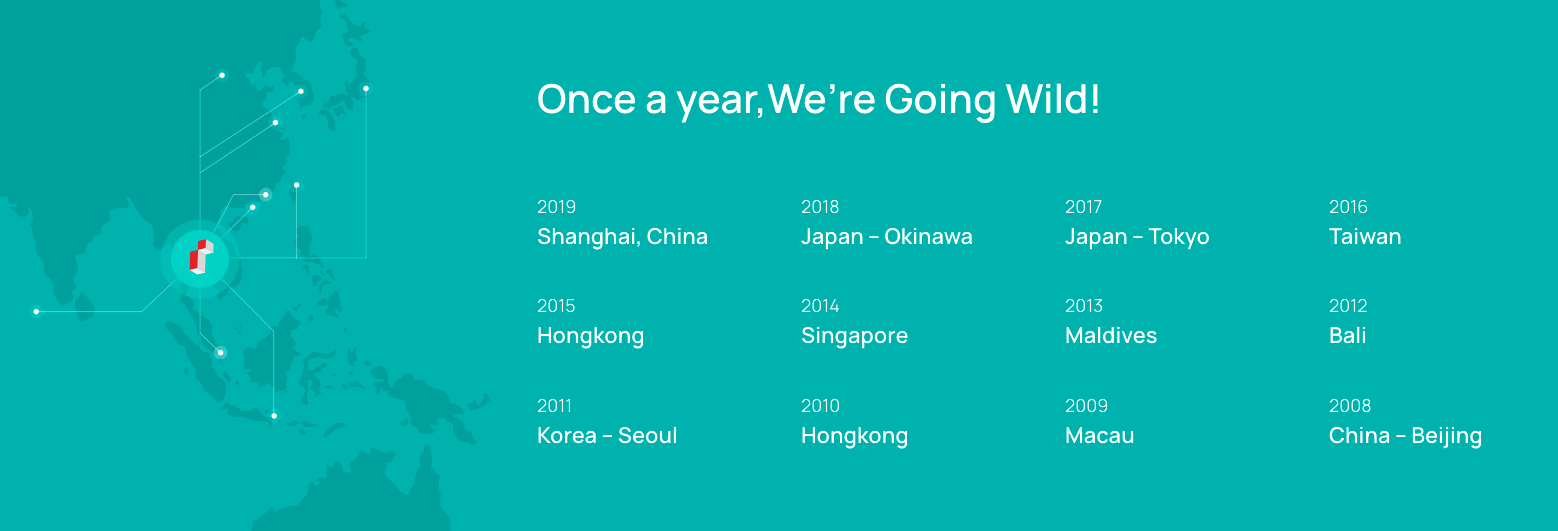 Once a year,We're Going Wild!
2019
Shanghai, China
2018
Japan – Okinawa
2017
Japan – Tokyo
2016
Taiwan
2015
Hongkong
2014
Singapore
2013
Maldives
2012
Bali
2011
Korea – Seoul
2010
Hongkong
2009
Macau
2008
China – Beijing